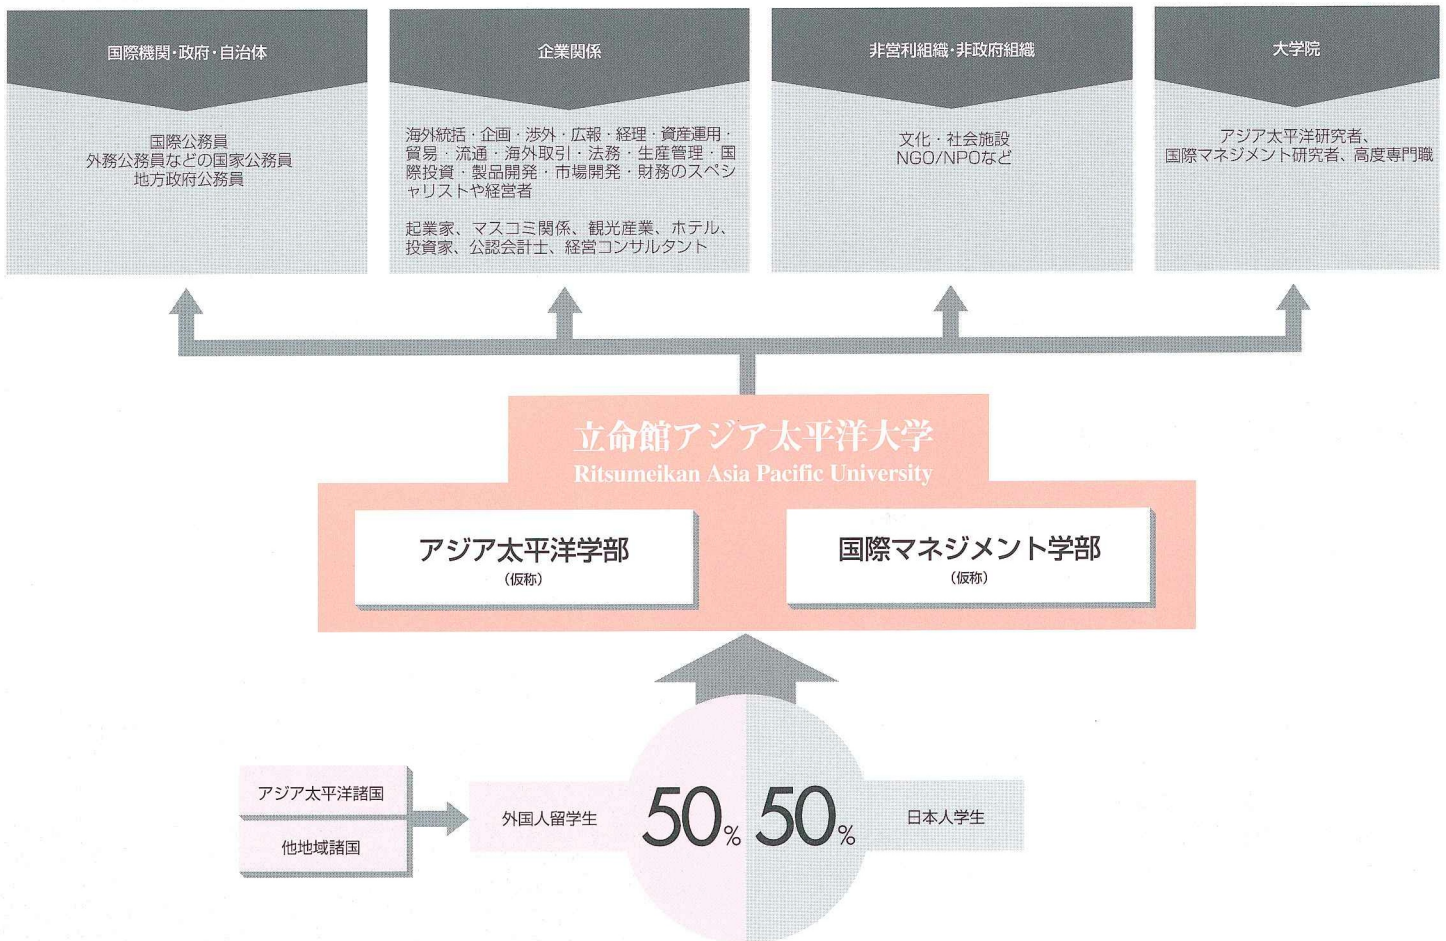 国際機関・政府・自治体
国際公務員
外務公務員などの国家公務員
地方政府公務員
企業関係
海外統括・企画・渉外・広報・経理・資産運用・
貿易・流通・海外取引・法務・生産管理・国
際投資・製品開発・市場開発・財務のスペシ
ャリストや経営者
起業家、マスコミ関係、観光産業、ホテル、
投資家、公認会計士、経営コンサルタント
非営利組織・非政府組織
文化・社会施設
NGO/NPOなど
大学院
アジア太平洋研究者、
国際マネジメント研究者、高度専門職
立命館アジア太平洋大学
Ritsumeikan Asia Pacific University
アジア太平洋学部
(仮称)
国際マネジメント学部
(仮称)
アジア太平洋諸国
他地域諸国
外国人留学生
50%
50%
日本人学生